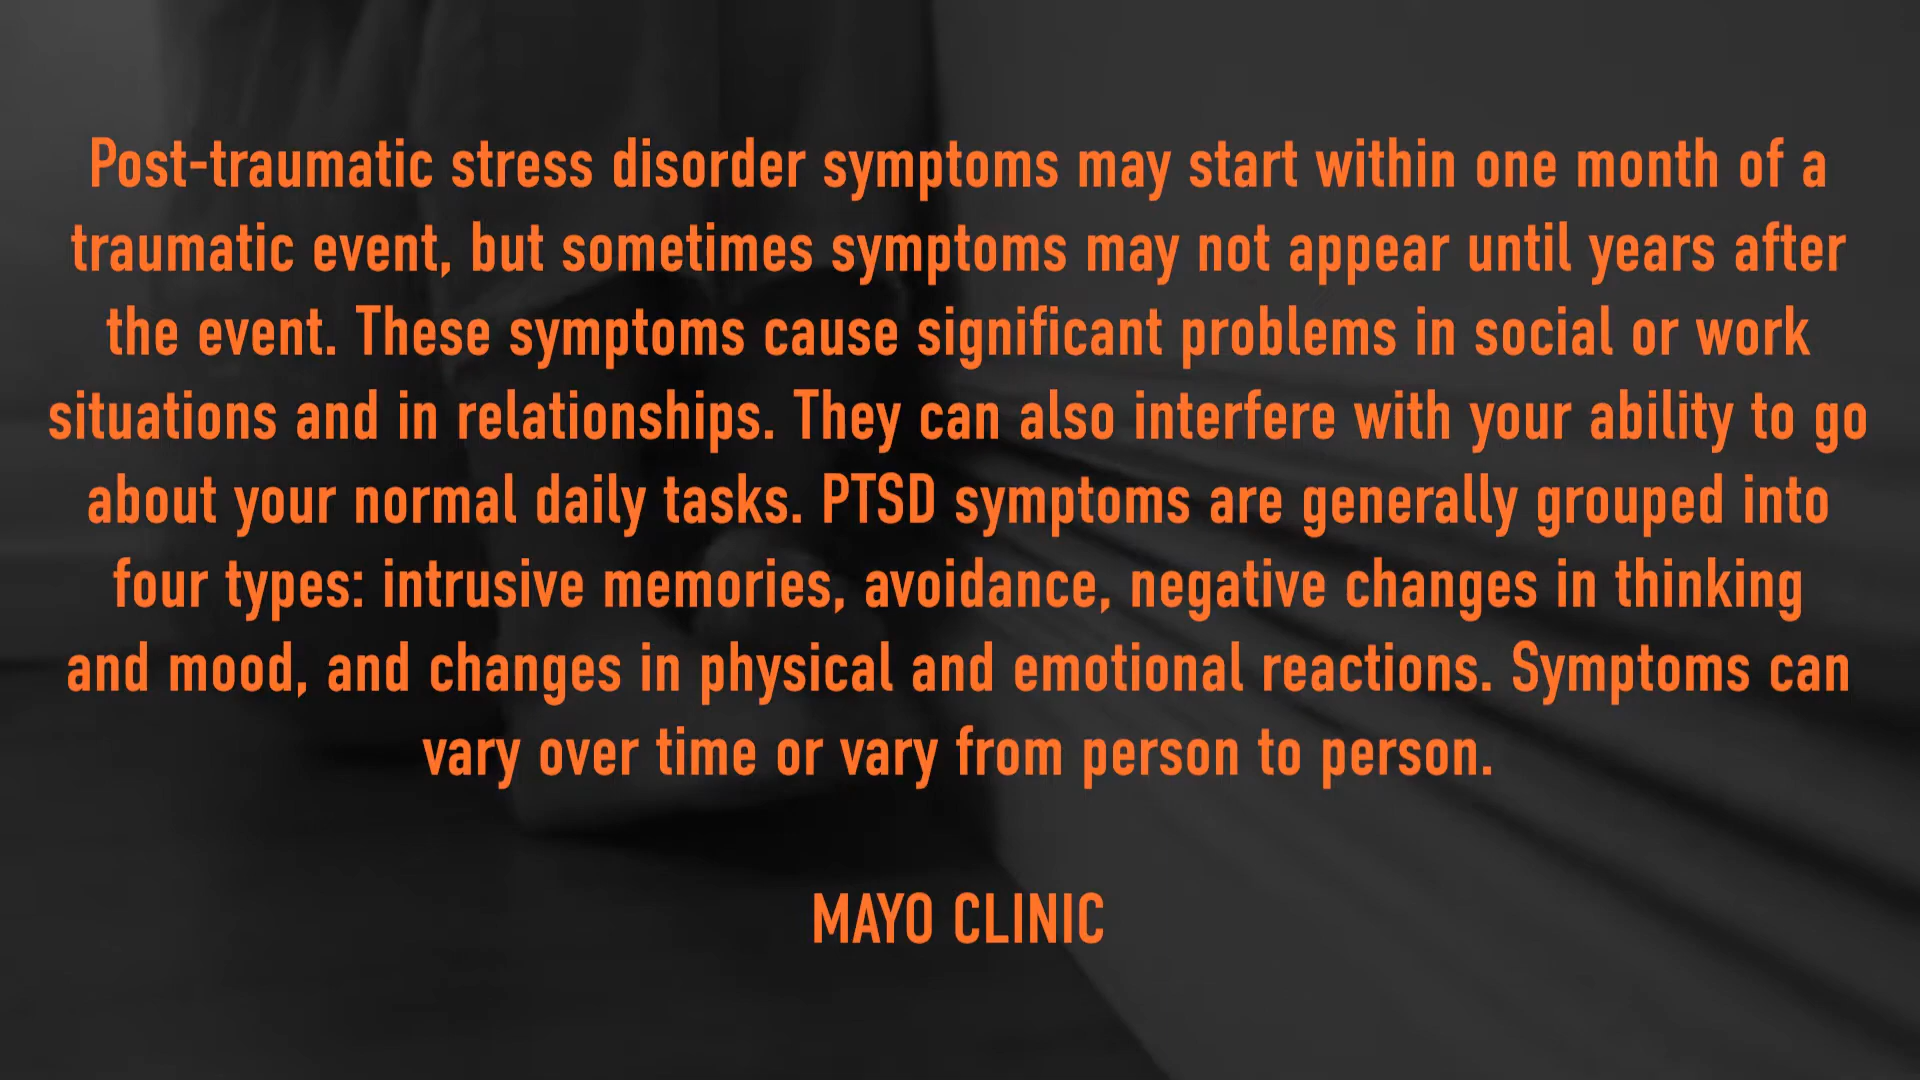 Post-traumatic stress disorder symptoms may start within one month of a
traumatic event, but sometimes symptoms may not appear until years after
the event. These symptoms cause significant problems in social or work
situations and in relationships. They can also interfere with your ability to go
about your normal daily tasks. PTSD symptoms are generally grouped into
four types: intrusive memories, avoidance, negative changes in thinking
and mood, and changes in physical and emotional reactions. Symptoms can
vary over time or vary from person to person.
MAYO CLINIC